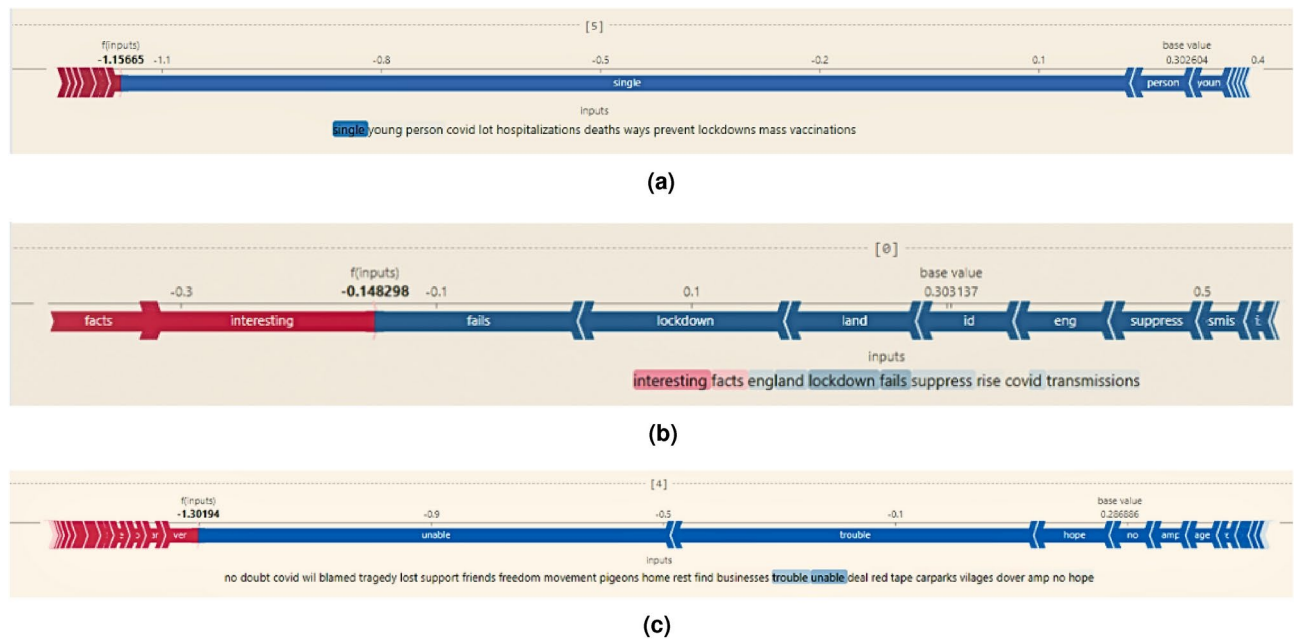 [5]
f(inputs) base value
-1.15665 -1.1 -0.8 -0.5 -0.2 0.1 0.302604 0.4
single person youn
inputs
single young person covid lot hospitalizations deaths ways prevent lockdowns mass vaccinations
(a)
[0]
f(inputs) base value
-0.3 -0.148298 -0.1 0.1 0.303137 0.5
facts interesting fails lockdown land id eng suppress smis
inputs
interesting facts england lockdown fails suppress rise covid transmissions
(b)
[4]
f(inputs) base value
-1.30194 -0.9 -0.5 -0.1 0.286886
ver unable trouble hope no amp age
inputs
no doubt covid wil blamed tragedy lost support friends freedom movement pigeons home rest find businesses trouble unable deal red tape carparks vilages dover amp no hope
(c)